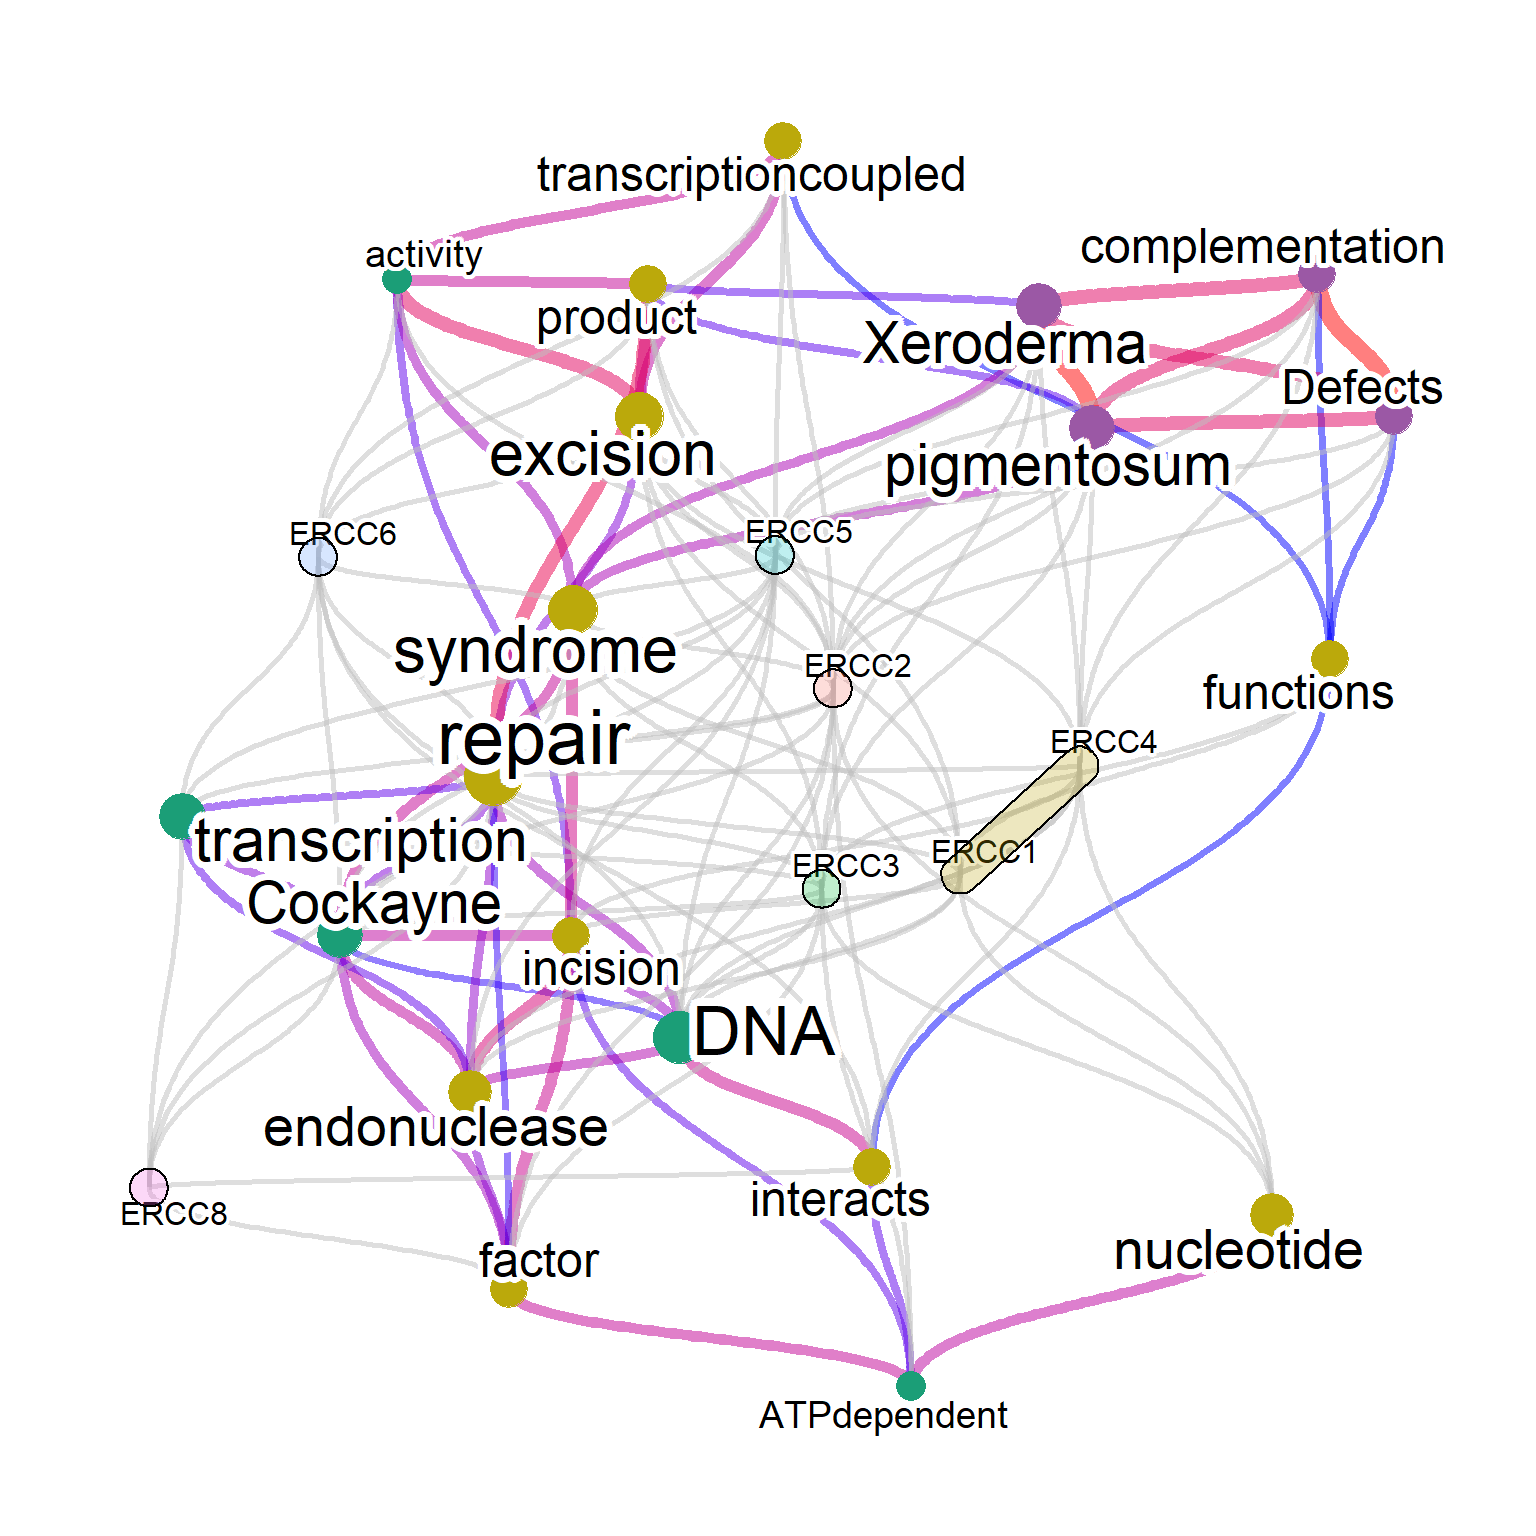 transcriptioncoupled
complementation
activity
product
Xeroderma
Defects
excision
pigmentosum
ERCC6
ERCC5
syndrome
ERCC2
functions
repair
ERCC4
transcription
ERCC3
ERCC1
Cockayne
incision
DNA
endonuclease
interacts
ERCC8
nucleotide
factor
ATPdependent